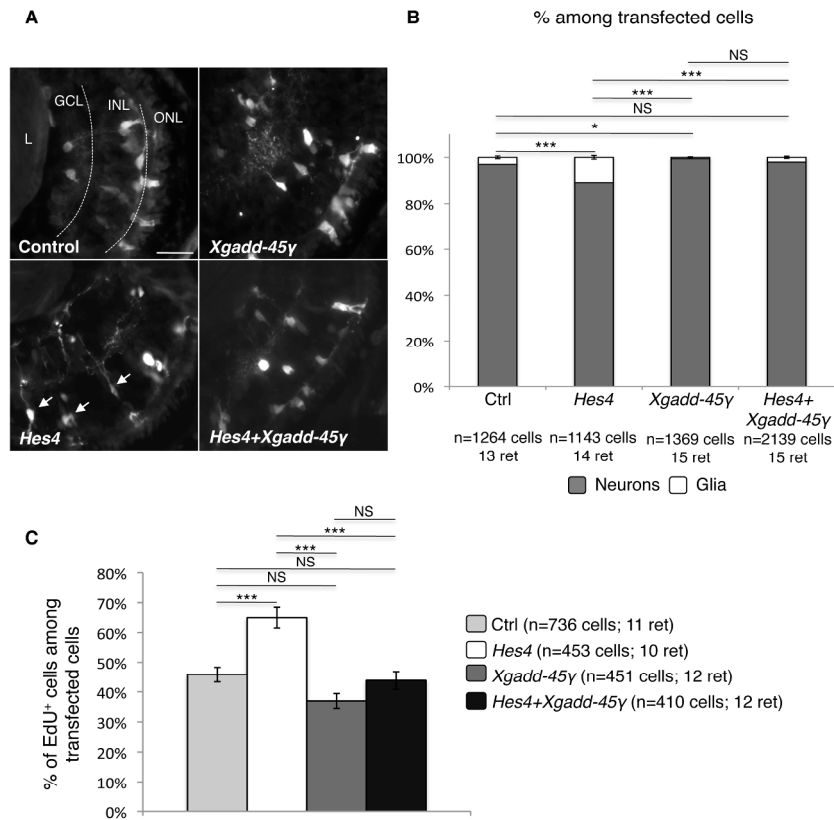 A
GCL
INL
ONL
L
Control
Xgadd-45γ
Hes4
Hes4+Xgadd-45γ
B
% among transfected cells
NS
***
***
NS
*
***
100%
80%
60%
40%
20%
0%
Ctrl
Hes4
Xgadd-45γ
Hes4+
Xgadd-45γ
n=1264 cells
13 ret
n=1143 cells
14 ret
n=1369 cells
15 ret
n=2139 cells
15 ret
Neurons
Glia
C
NS
***
***
NS
NS
***
% of EdU+ cells among
transfected cells
80%
70%
60%
50%
40%
30%
20%
10%
0%
Ctrl (n=736 cells; 11 ret)
Hes4 (n=453 cells; 10 ret)
Xgadd-45γ (n=451 cells; 12 ret)
Hes4+Xgadd-45γ (n=410 cells; 12 ret)